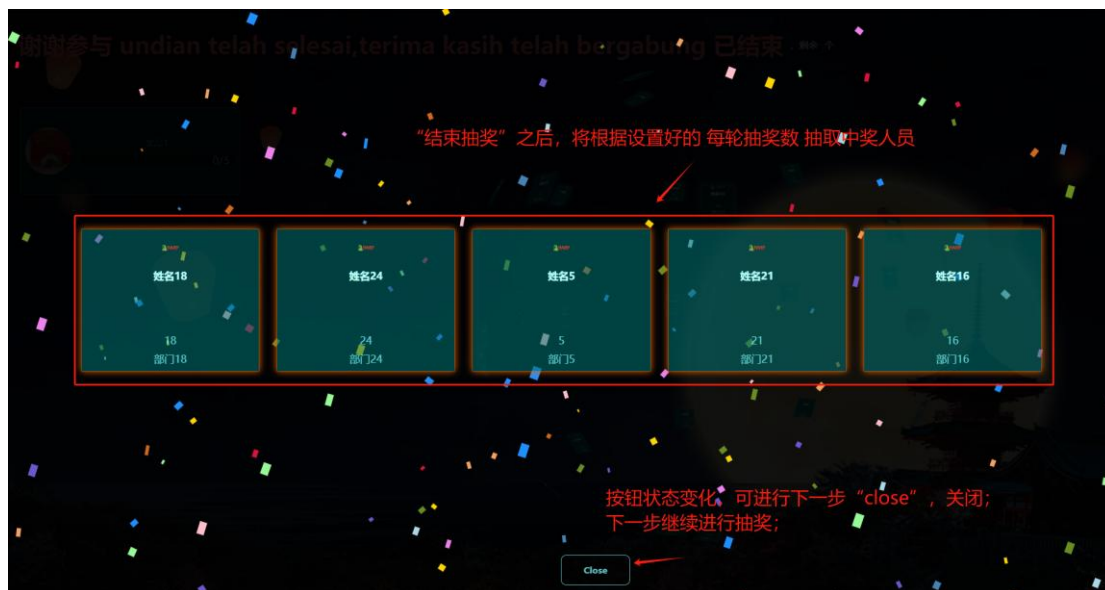 谢谢参与 undian telah selesai,terima kasih telah bergabung 已结束
“结束抽奖”之后，将根据设置好的 每轮抽奖数 抽取中奖人员
姓名18 姓名24 姓名5 姓名21 姓名16
18 24 5 21 16
部门18 部门24 部门5 部门21 部门16
按钮状态变化，可进行下一步“close”，关闭；
下一步继续进行抽奖；
Close